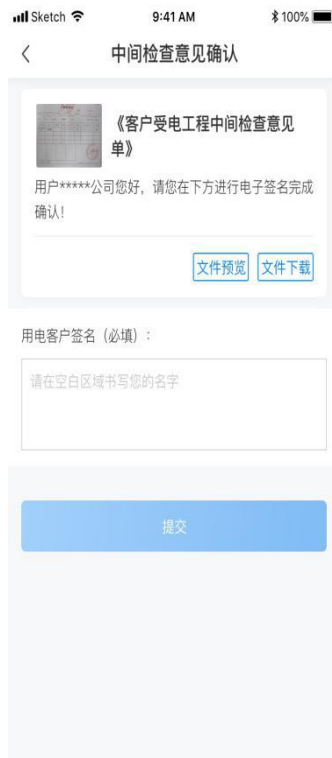 Sketch 9:41 AM 100%
中间检查意见确认
《客户受电工程中间检查意见
单》
用户*****公司您好，请您在下方进行电子签名完成
确认！
文件预览 文件下载
用电客户签名（必填）：
请在空白区域书写您的名字
提交